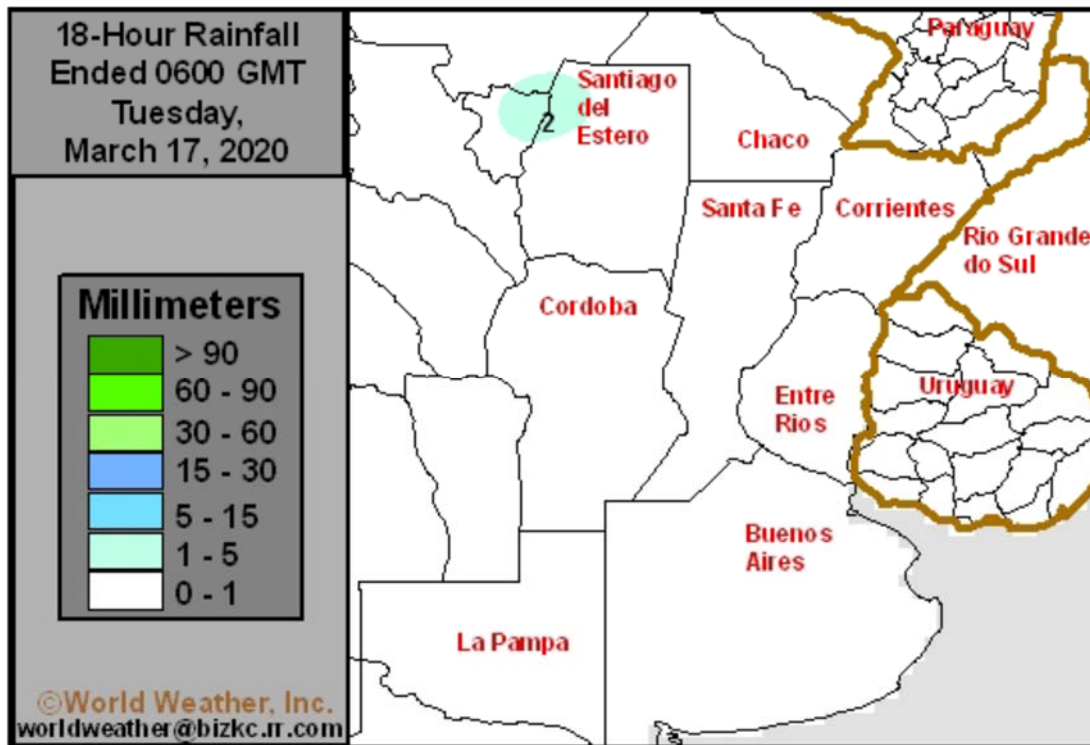 18-Hour Rainfall
Ended 0600 GMT
Tuesday,
March 17, 2020
Millimeters
> 90
60 - 90
30 - 60
15 - 30
5 - 15
1 - 5
0 - 1
©World Weather, Inc.
worldweather@bizkc.rr.com
Paraguay
Santiago
del
Estero
2
Chaco
Santa Fe
Corrientes
Rio Grande
do Sul
Cordoba
Uruguay
Entre
Rios
Buenos
Aires
La Pampa